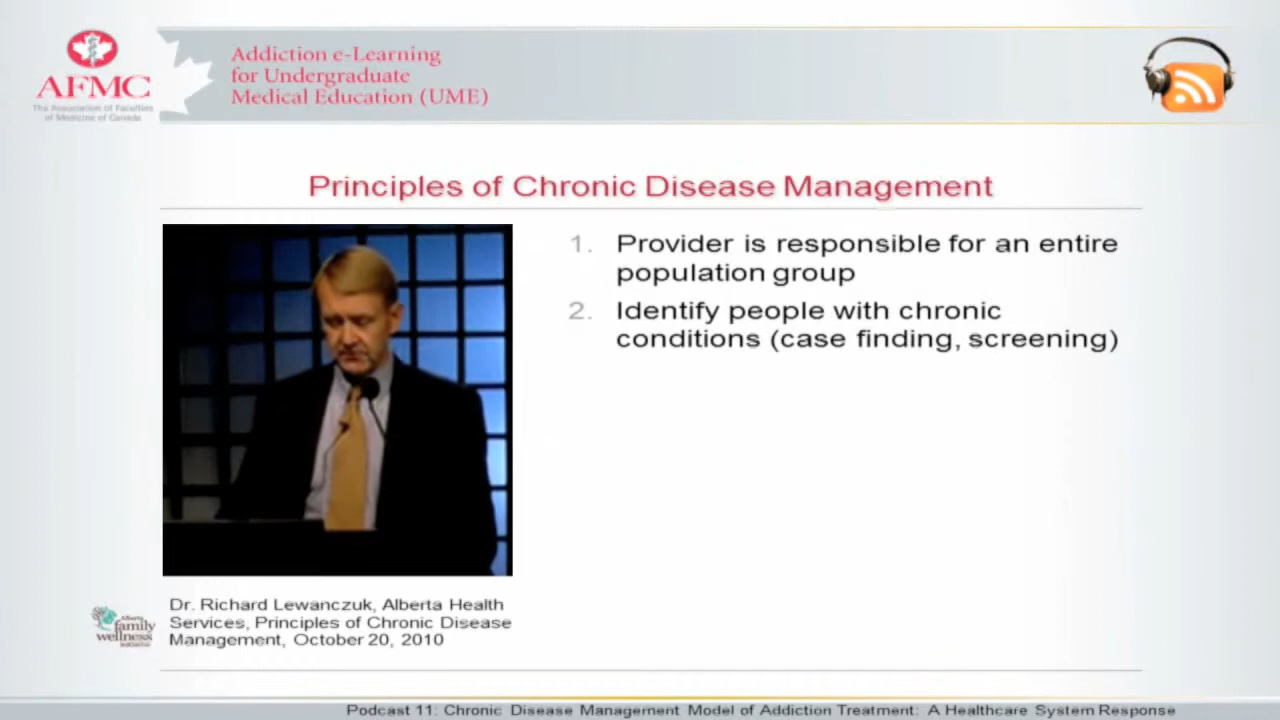 AFMC
The Association of Faculties
of Medicine of Canada
Addiction e-Learning
for Undergraduate
Medical Education (UME)
Principles of Chronic Disease Management
1. Provider is responsible for an entire
population group
2. Identify people with chronic
conditions (case finding, screening)
Dr. Richard Lewanczuk, Alberta Health
Services, Principles of Chronic Disease
Management, October 20, 2010
Alberta
family
wellness
Podcast 11: Chronic Disease Management Model of Addiction Treatment: A Healthcare System Response